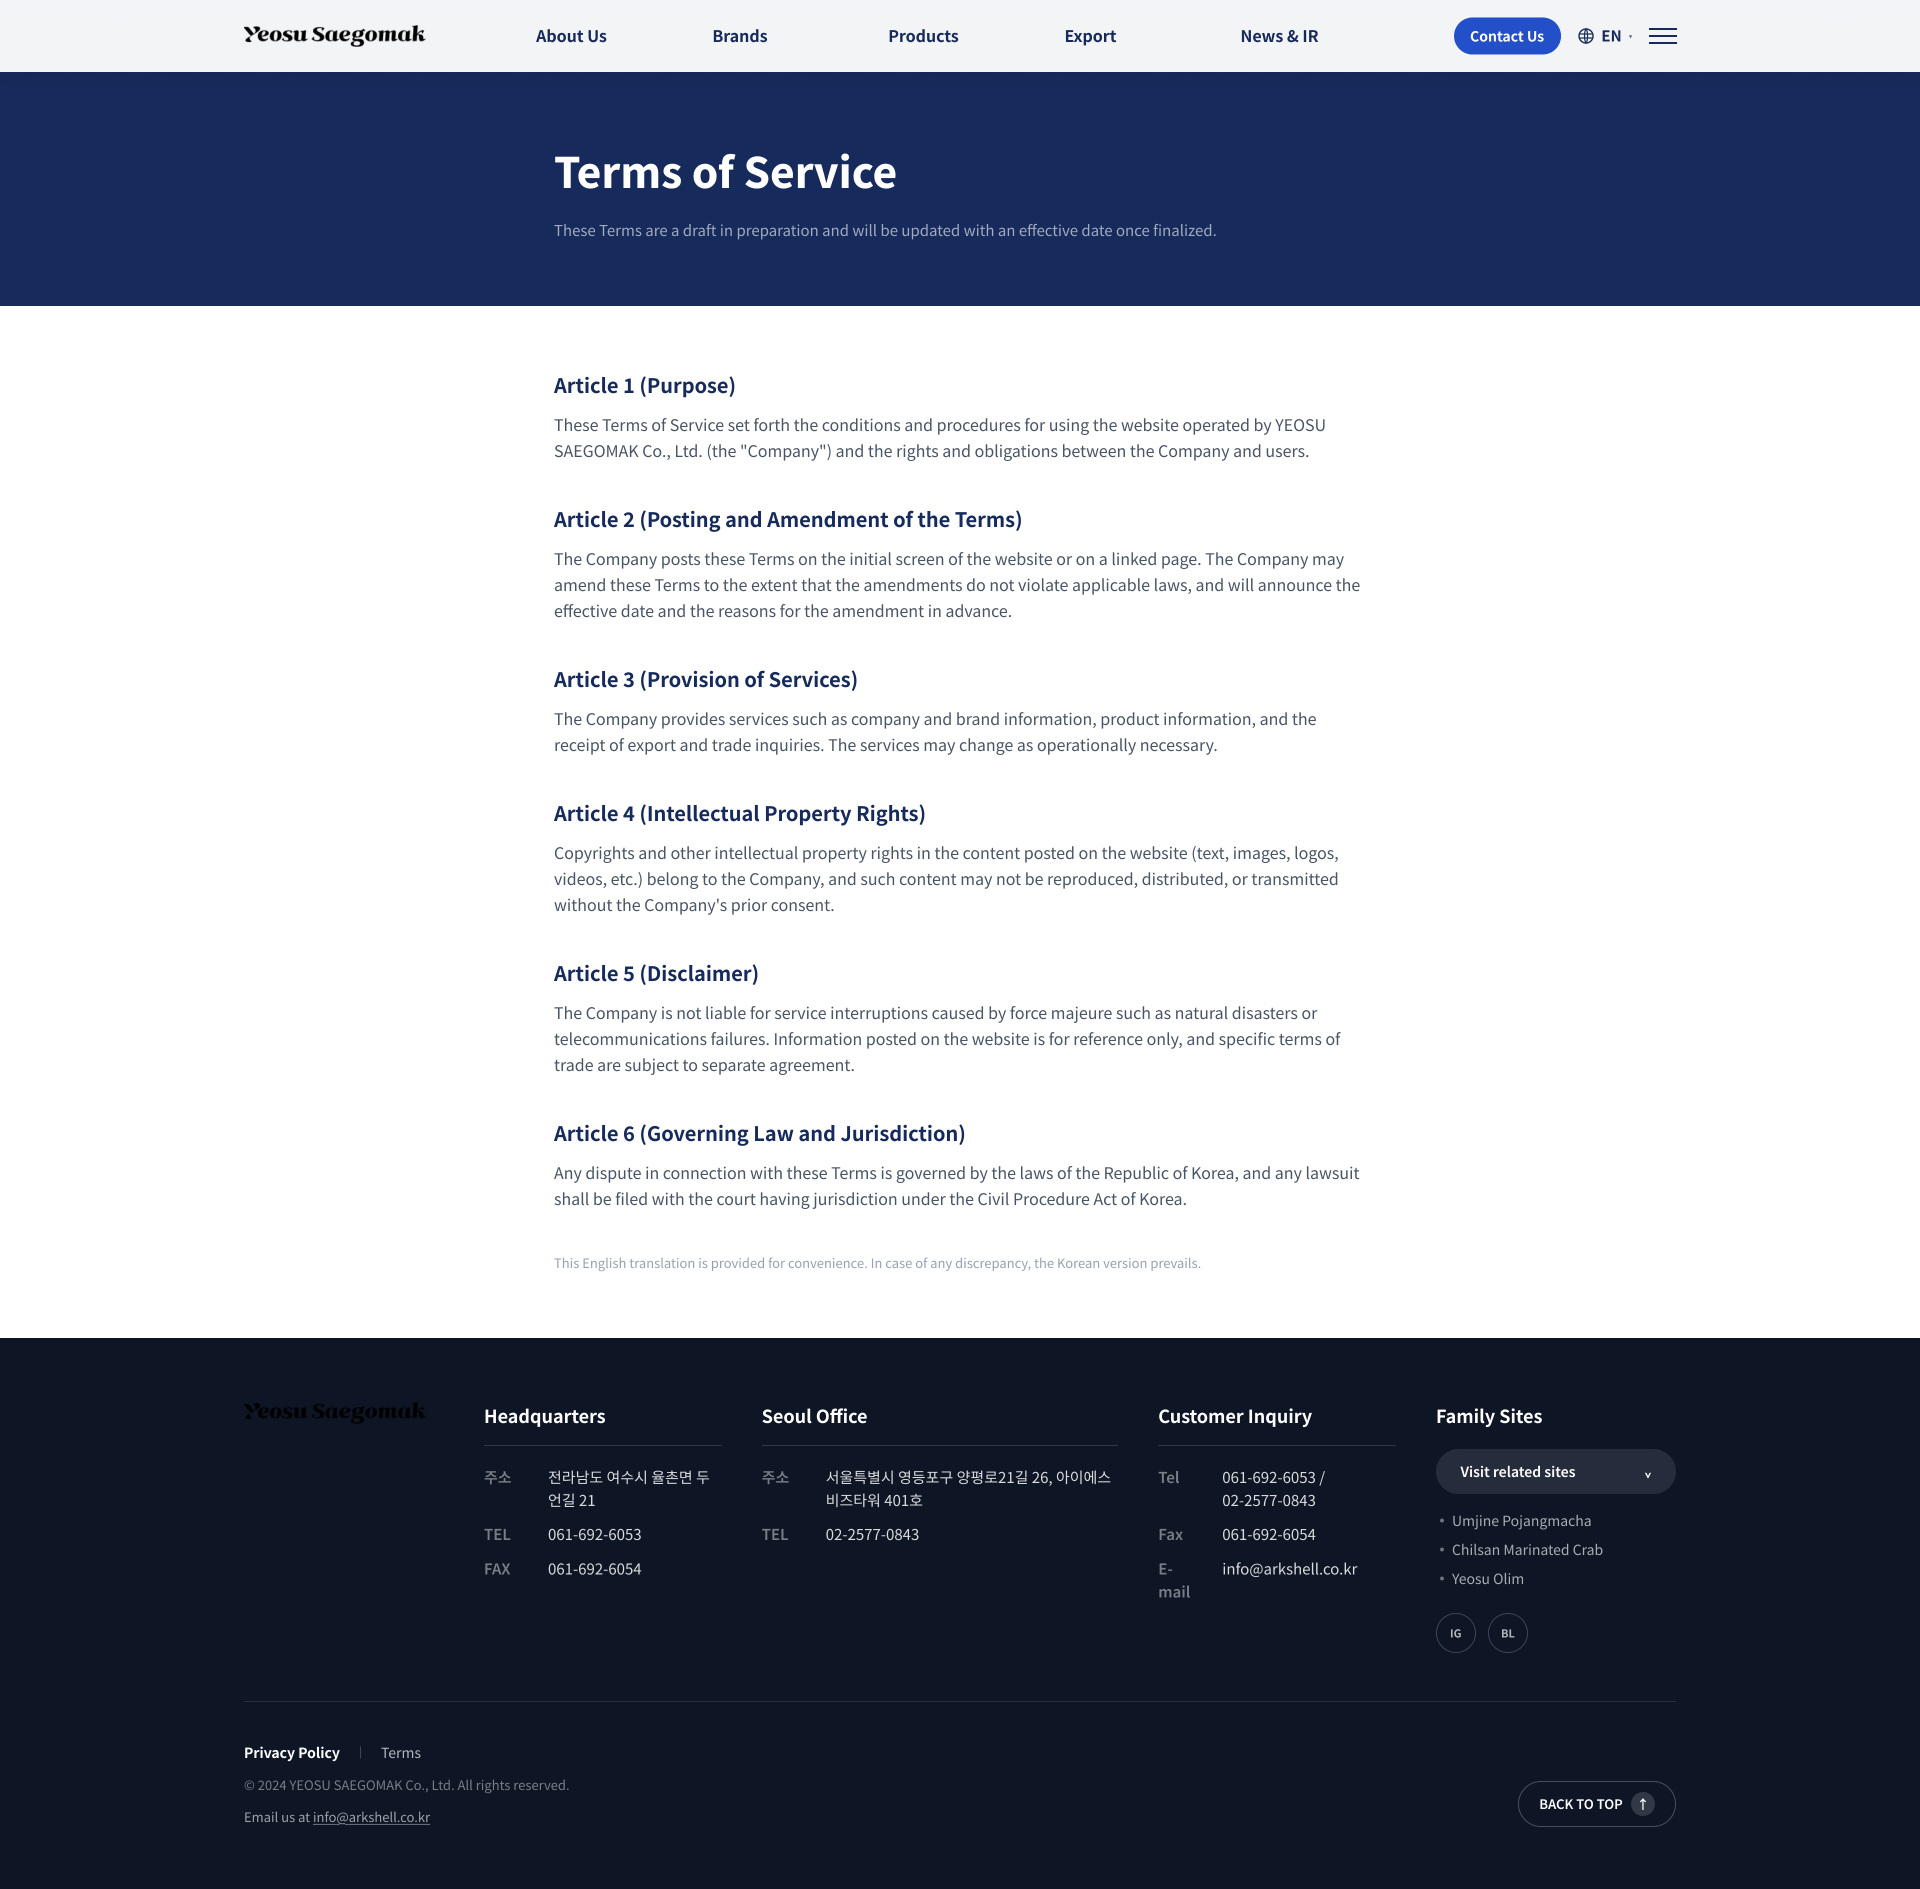 Yeosu Saegomak
About Us
Brands
Products
Export
News & IR
Contact Us
EN
Terms of Service
These Terms are a draft in preparation and will be updated with an effective date once finalized.
Article 1 (Purpose)
These Terms of Service set forth the conditions and procedures for using the website operated by YEOSU
SAEGOMAK Co., Ltd. (the "Company") and the rights and obligations between the Company and users.
Article 2 (Posting and Amendment of the Terms)
The Company posts these Terms on the initial screen of the website or on a linked page. The Company may
amend these Terms to the extent that the amendments do not violate applicable laws, and will announce the
effective date and the reasons for the amendment in advance.
Article 3 (Provision of Services)
The Company provides services such as company and brand information, product information, and the
receipt of export and trade inquiries. The services may change as operationally necessary.
Article 4 (Intellectual Property Rights)
Copyrights and other intellectual property rights in the content posted on the website (text, images, logos,
videos, etc.) belong to the Company, and such content may not be reproduced, distributed, or transmitted
without the Company's prior consent.
Article 5 (Disclaimer)
The Company is not liable for service interruptions caused by force majeure such as natural disasters or
telecommunications failures. Information posted on the website is for reference only, and specific terms of
trade are subject to separate agreement.
Article 6 (Governing Law and Jurisdiction)
Any dispute in connection with these Terms is governed by the laws of the Republic of Korea, and any lawsuit
shall be filed with the court having jurisdiction under the Civil Procedure Act of Korea.
This English translation is provided for convenience. In case of any discrepancy, the Korean version prevails.
Yeosu Saegomak
Headquarters
주소 전라남도 여수시 율촌면 두
언길 21
TEL 061-692-6053
FAX 061-692-6054
Seoul Office
주소 서울특별시 영등포구 양평로21길 26, 아이에스
비즈타워 401호
TEL 02-2577-0843
Customer Inquiry
Tel 061-692-6053 /
02-2577-0843
Fax 061-692-6054
E-
mail info@arkshell.co.kr
Family Sites
Visit related sites
• Umjine Pojangmacha
• Chilsan Marinated Crab
• Yeosu Olim
IG
BL
Privacy Policy
Terms
© 2024 YEOSU SAEGOMAK Co., Ltd. All rights reserved.
Email us at info@arkshell.co.kr
BACK TO TOP ↑